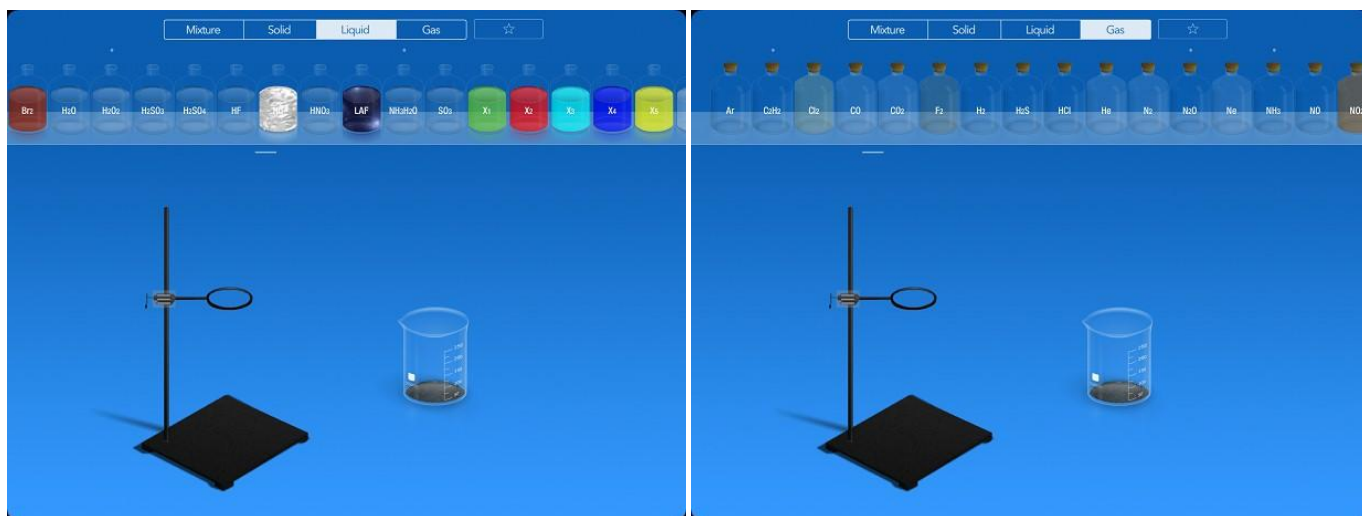 Mixture Solid Liquid Gas
Br2 H2O H2O2 H2SO3 H2SO4 HF HNO3 LAF NH3H2O SO3 X1 X2 X3 X4 X5
Mixture Solid Liquid Gas
Ar C2H2 Cl2 CO CO2 F2 H2 H2S HCl He N2 N2O Ne NH3 NO NO2